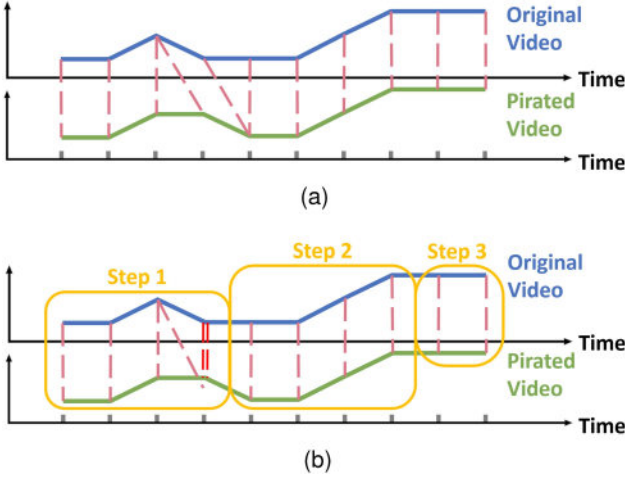 Original
Video
Time
Pirated
Video
Time
(a)
Step 1
Step 2
Step 3
Original
Video
Time
Pirated
Video
Time
(b)